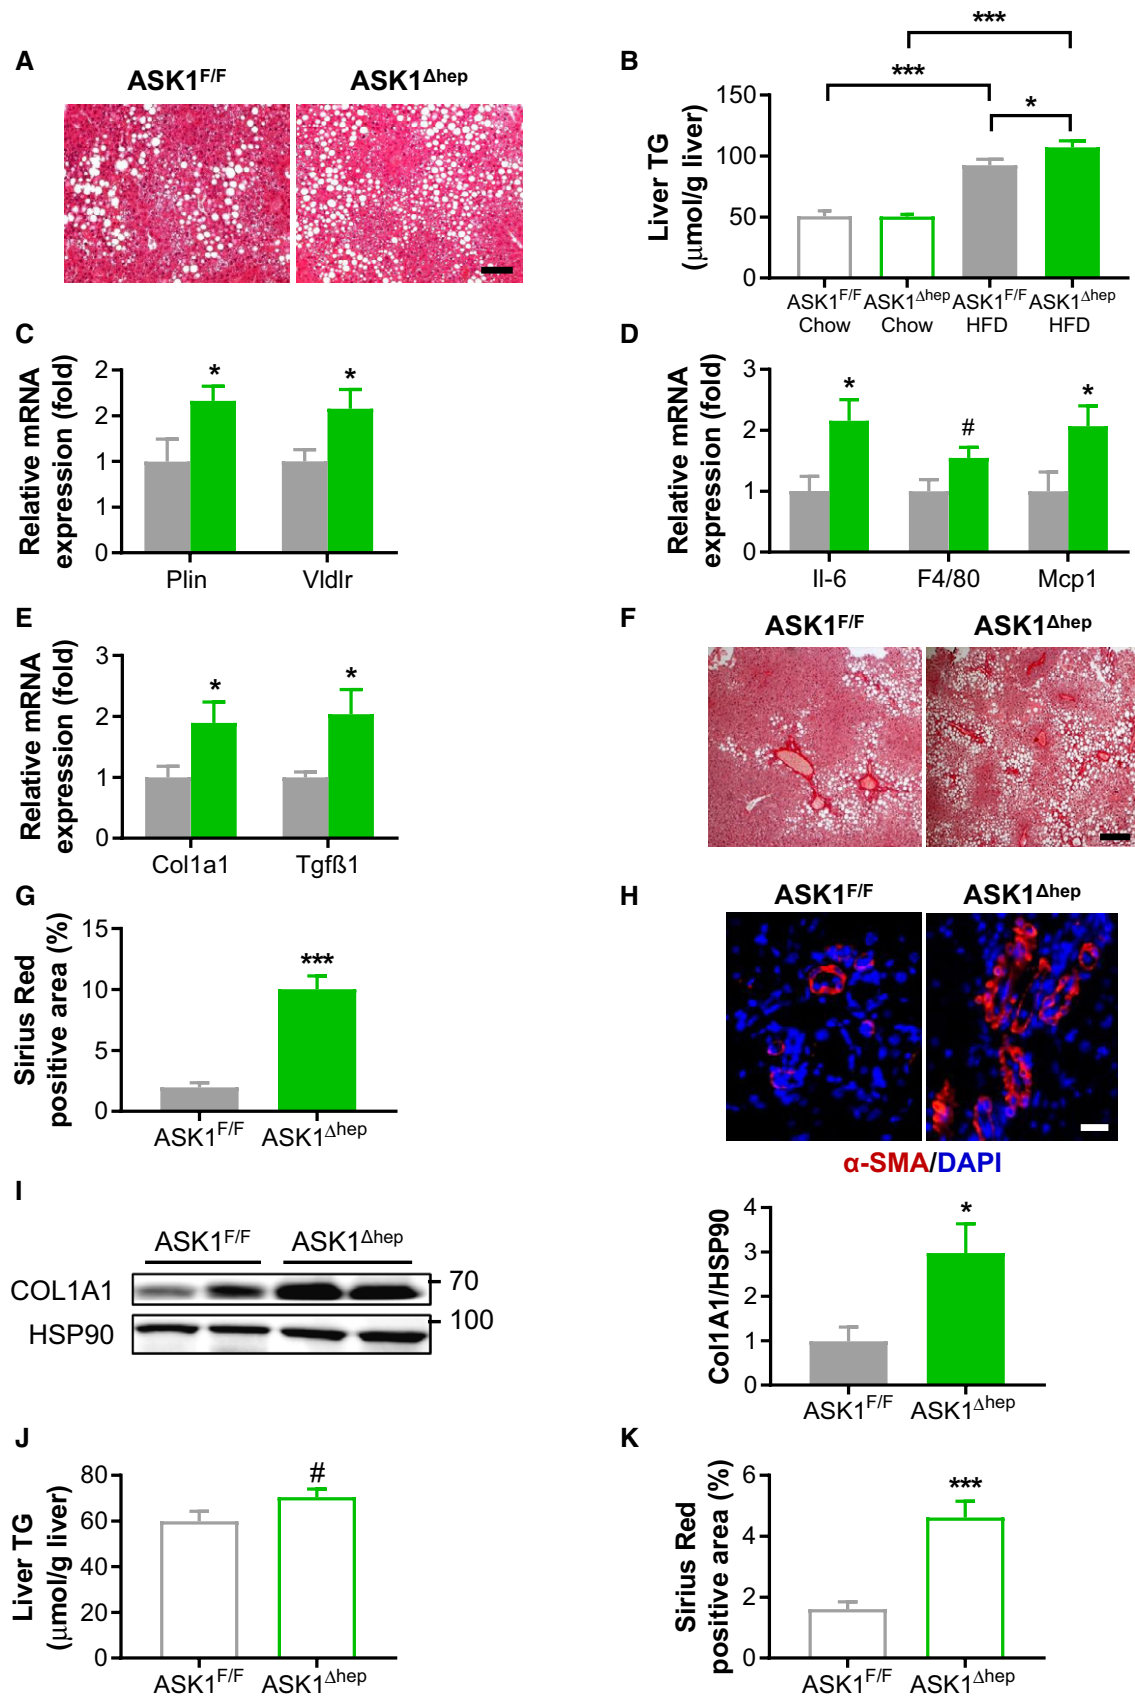 A
ASK1F/F
ASK1Δhep
B
***
***
*
Liver TG
(μmol/g liver)
150
100
50
0
ASK1F/F
Chow
ASK1Δhep
Chow
ASK1F/F
HFD
ASK1Δhep
HFD
C
Relative mRNA
expression (fold)
2
2
1
1
0
*
*
Plin
Vldlr
D
Relative mRNA
expression (fold)
3
2
1
0
*
#
*
Il-6
F4/80
Mcp1
E
Relative mRNA
expression (fold)
3
2
1
0
*
*
Col1a1
Tgfß1
F
ASK1F/F
ASK1Δhep
G
Sirius Red
positive area (%)
15
10
5
0
***
ASK1F/F
ASK1Δhep
H
ASK1F/F
ASK1Δhep
α-SMA/DAPI
I
ASK1F/F
ASK1Δhep
COL1A1
70
HSP90
100
Col1A1/HSP90
4
3
2
1
0
*
ASK1F/F
ASK1Δhep
J
Liver TG
(μmol/g liver)
80
60
40
20
0
#
ASK1F/F
ASK1Δhep
K
Sirius Red
positive area (%)
6
4
2
0
***
ASK1F/F
ASK1Δhep